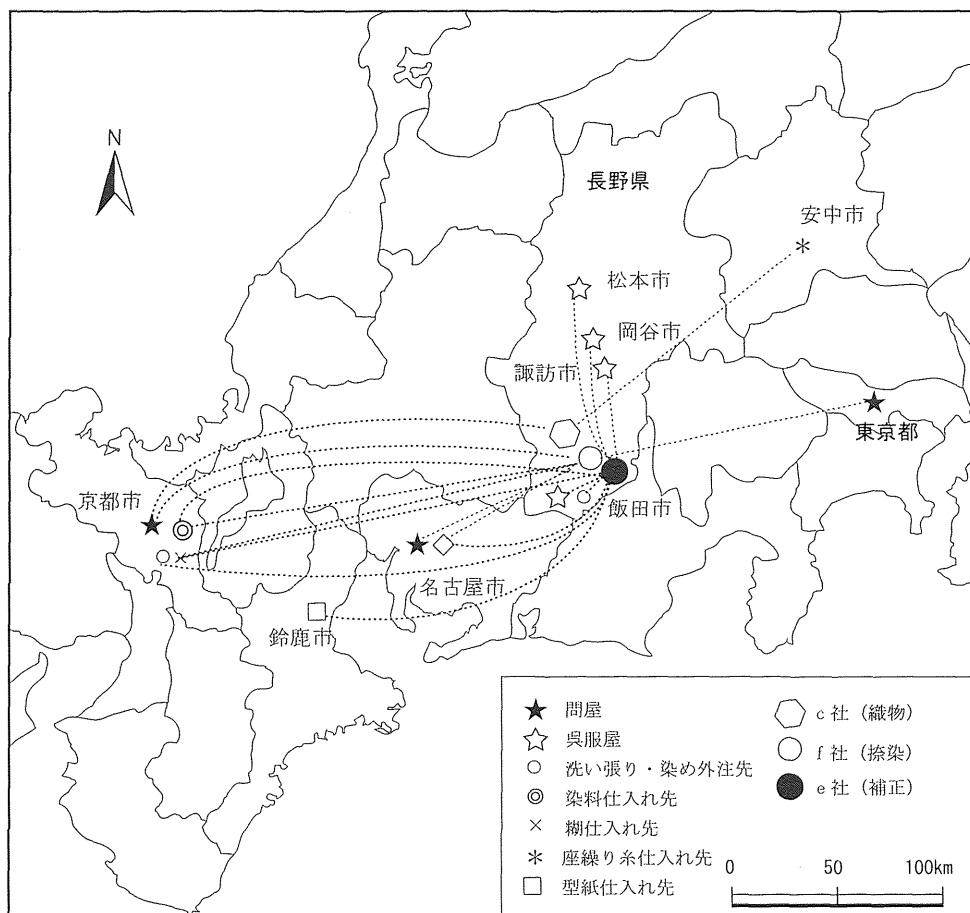 N
長野県
安中市
松本市
岡谷市
諏訪市
東京都
京都市
飯田市
名古屋市
鈴鹿市
問屋
呉服屋
洗い張り・染め外注先
染料仕入れ先
糊仕入れ先
座繰り糸仕入れ先
型紙仕入れ先
c社(織物)
f社(捺染)
e社(補正)
0 50 100km